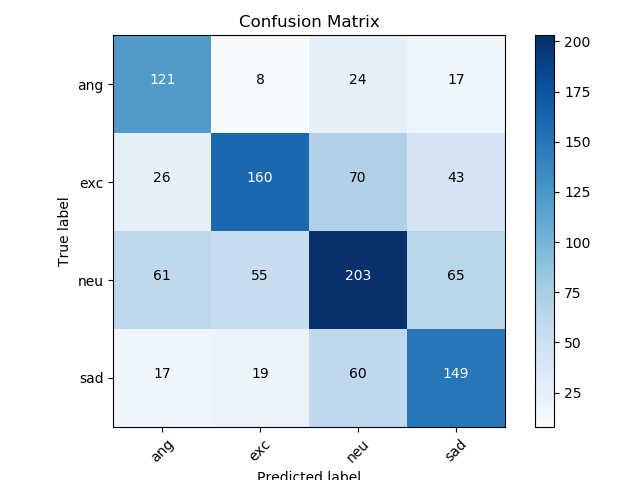 Confusion Matrix
True label
ang 121 8 24 17
exc 26 160 70 43
neu 61 55 203 65
sad 17 19 60 149
ang exc neu sad
Predicted label
200
175
150
125
100
75
50
25